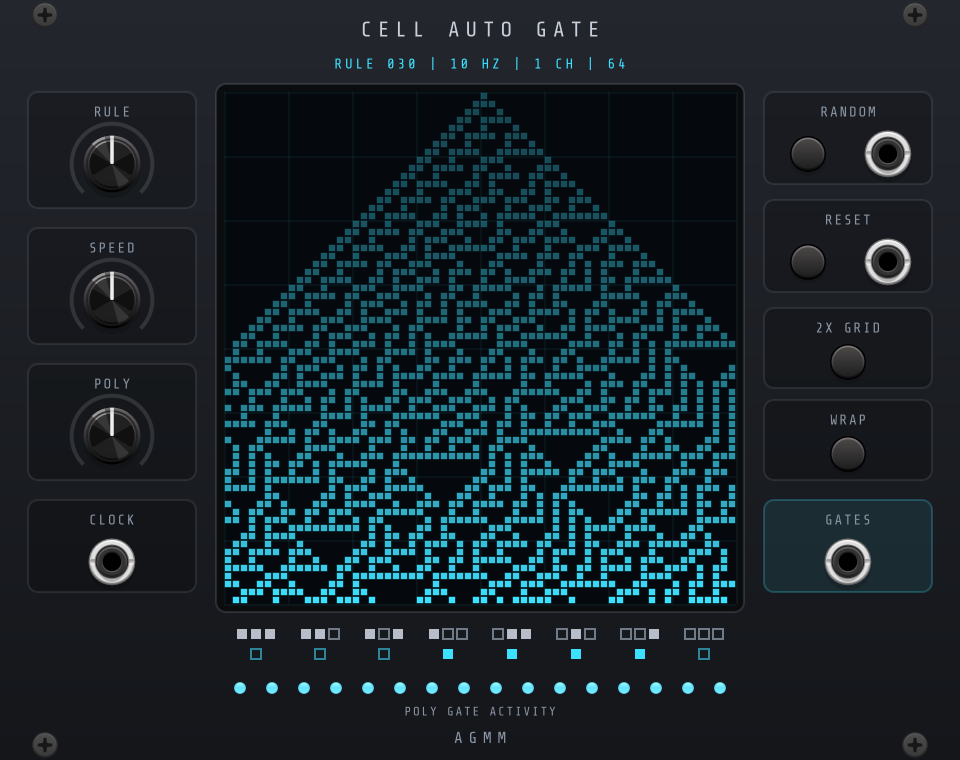 CELL AUTO GATE
RULE 030 | 10 HZ | 1 CH | 64
RULE
SPEED
POLY
CLOCK
RANDOM
RESET
2X GRID
WRAP
GATES
POLY GATE ACTIVITY
AGMM